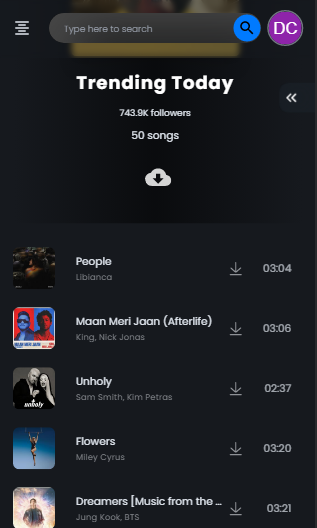 Type here to search
DC
Trending Today
743.9K followers
50 songs
People
Libianca
03:04
Maan Meri Jaan (Afterlife)
King, Nick Jonas
03:06
unholy
Unholy
Sam Smith, Kim Petras
02:37
Flowers
Miley Cyrus
03:20
Dreamers [Music from the ...
Jung Kook, BTS
03:21